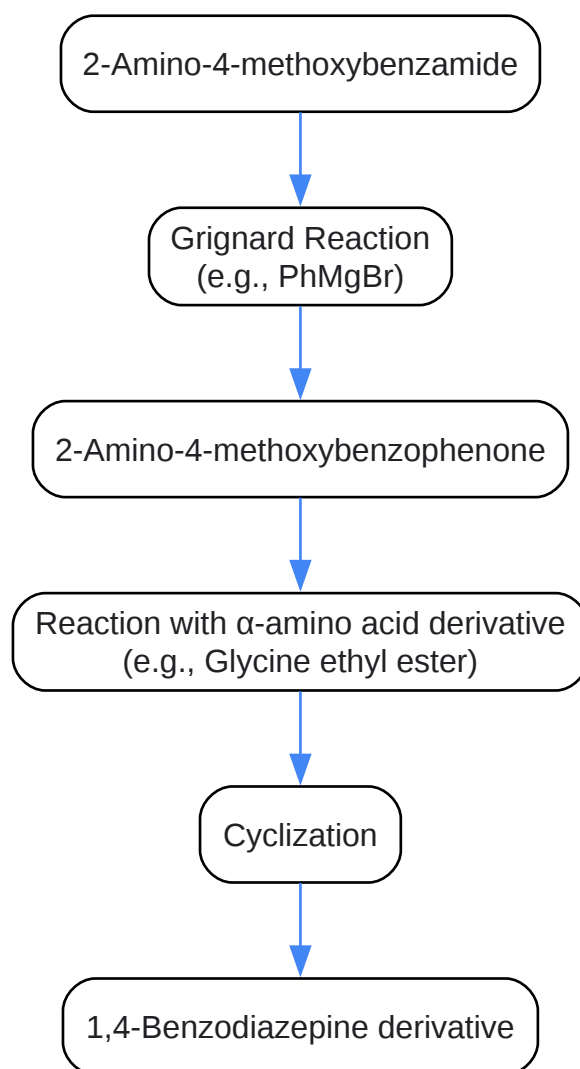 2-Amino-4-methoxybenzamide
Grignard Reaction
(e.g., PhMgBr)
2-Amino-4-methoxybenzophenone
Reaction with α-amino acid derivative
(e.g., Glycine ethyl ester)
Cyclization
1,4-Benzodiazepine derivative